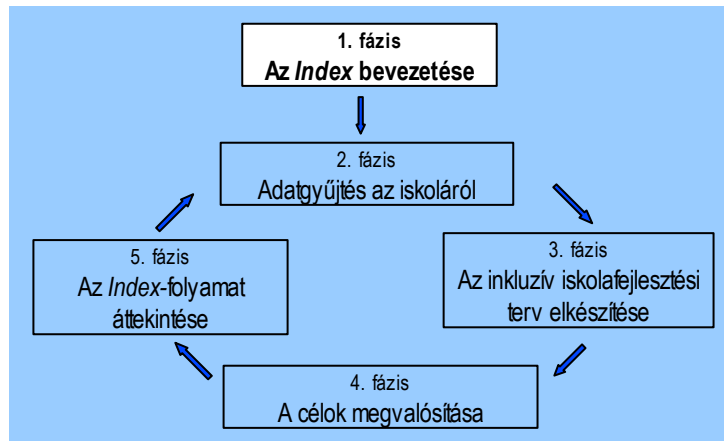 1. fázis
Az Index bevezetése
2. fázis
Adatgyűjtés az iskoláról
3. fázis
Az inkluzív iskolafejlesztési
terv elkészítése
4. fázis
A célok megvalósítása
5. fázis
Az Index-folyamat
áttekintése